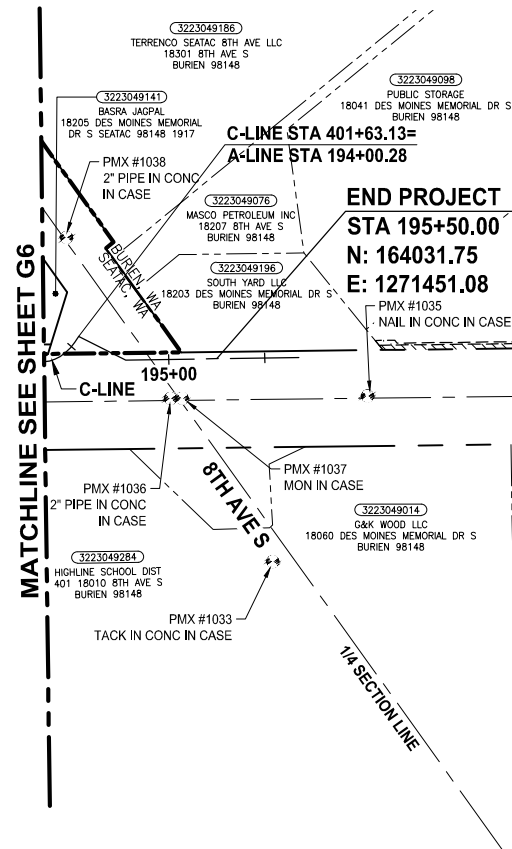 3223049186
TERRENCO SEATAC 8TH AVE LLC
18301 8TH AVE S
BURIEN 98148
3223049098
PUBLIC STORAGE
18041 DES MOINES MEMORIAL DR S
BURIEN 98148
3223049141
BASRA JAGPAL
18205 DES MOINES MEMORIAL
DR S SEATAC 98148 1917
C-LINE STA 401+63.13=
A-LINE STA 194+00.28
PMX #1038
2" PIPE IN CONC
IN CASE
3223049076
MASCO PETROLEUM INC
18207 8TH AVE S
BURIEN 98148
END PROJECT
STA 195+50.00
N: 164031.75
E: 1271451.08
BURIEN, WA
SEATAC, WA
3223049196
SOUTH YARD LLC
18203 DES MOINES MEMORIAL DR S
BURIEN 98148
PMX #1035
NAIL IN CONC IN CASE
MATCHLINE SEE SHEET G6
195+00
C-LINE
PMX #1036
2" PIPE IN CONC
IN CASE
8TH AVE S
PMX #1037
MON IN CASE
3223049014
G&K WOOD LLC
18060 DES MOINES MEMORIAL DR S
BURIEN 98148
3223049284
HIGHLINE SCHOOL DIST
401 18010 8TH AVE S
BURIEN 98148
PMX #1033
TACK IN CONC IN CASE
1/4 SECTION LINE